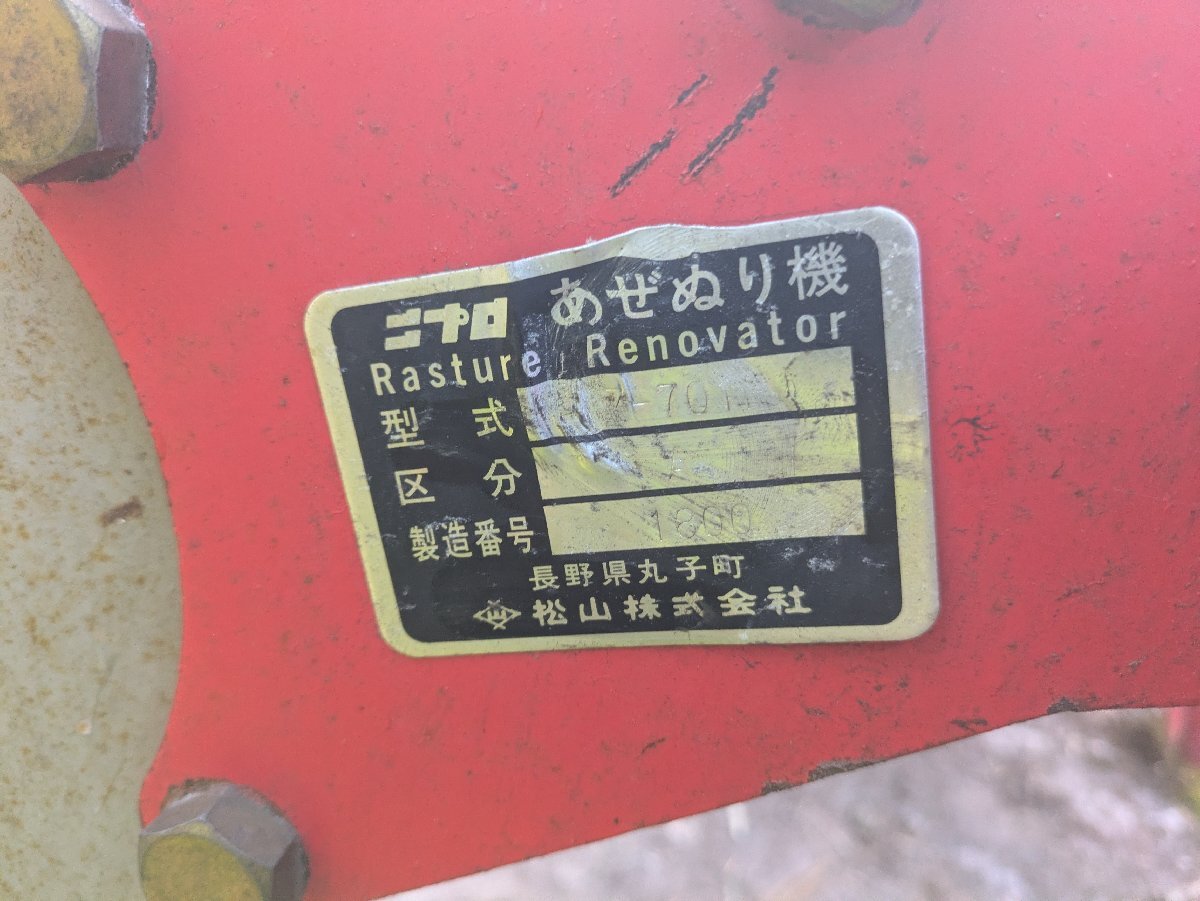 ニプロ あぜぬり機
Rasture Renovator
型式
区分
製造番号 1800
長野県丸子町
松山株式会社